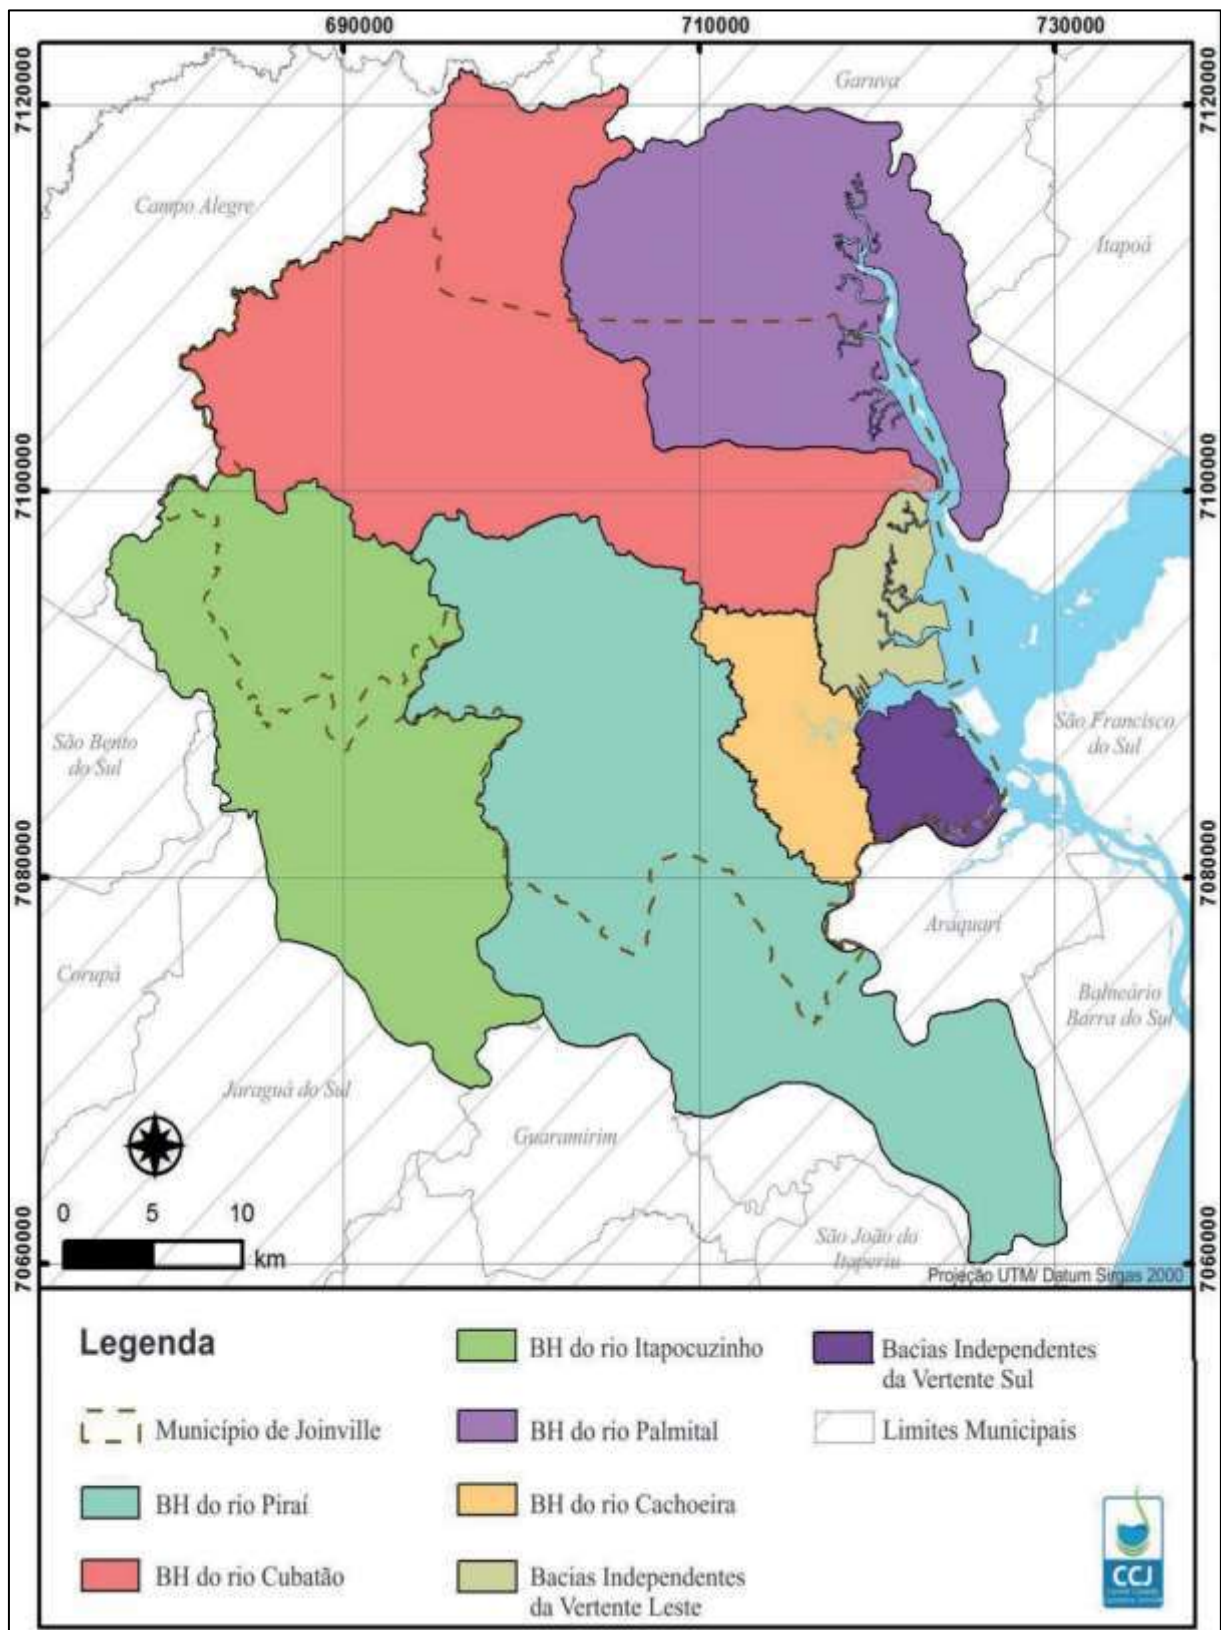 690000
710000
730000
7120000
7120000
Garuva
Campo Alegre
Itapoá
7100000
7100000
São Bento
do Sul
São Francisco
do Sul
7080000
7080000
Araquari
Corupá
Balneário
Barra do Sul
Jaraguá do Sul
Guaramirim
0 5 10
km
São João do
Itaperiu
7060000
7060000
Projeção UTM/ Datum Sirgas 2000
Legenda
Município de Joinville
BH do rio Piraí
BH do rio Cubatão
BH do rio Itapocuzinho
BH do rio Palmital
BH do rio Cachoeira
Bacias Independentes
da Vertente Leste
Bacias Independentes
da Vertente Sul
Limites Municipais
CCJ